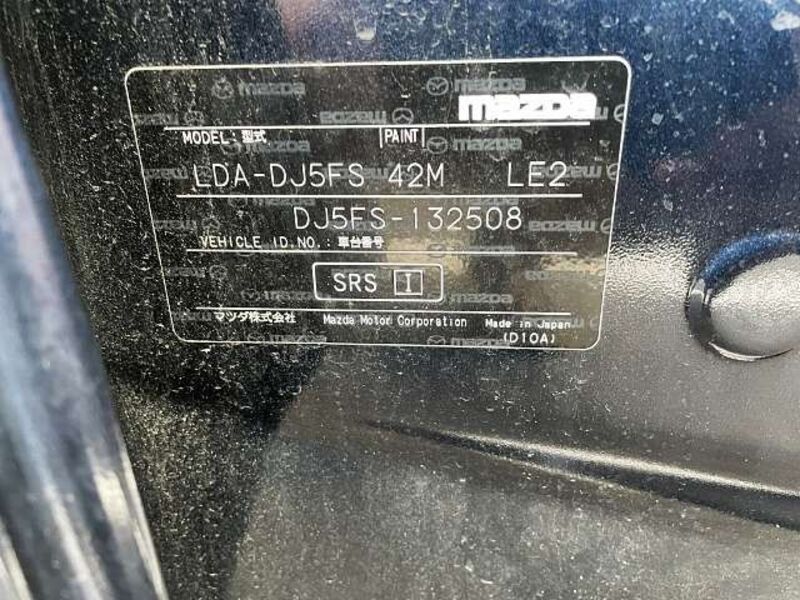 mazda
MODEL: 型式 PAINT
LDA-DJ5FS 42M LE2
DJ5FS-132508
VEHICLE ID.NO.: 車台番号
SRS I
マツダ株式会社 Mazda Motor Corporation Made in Japan
(D10A)